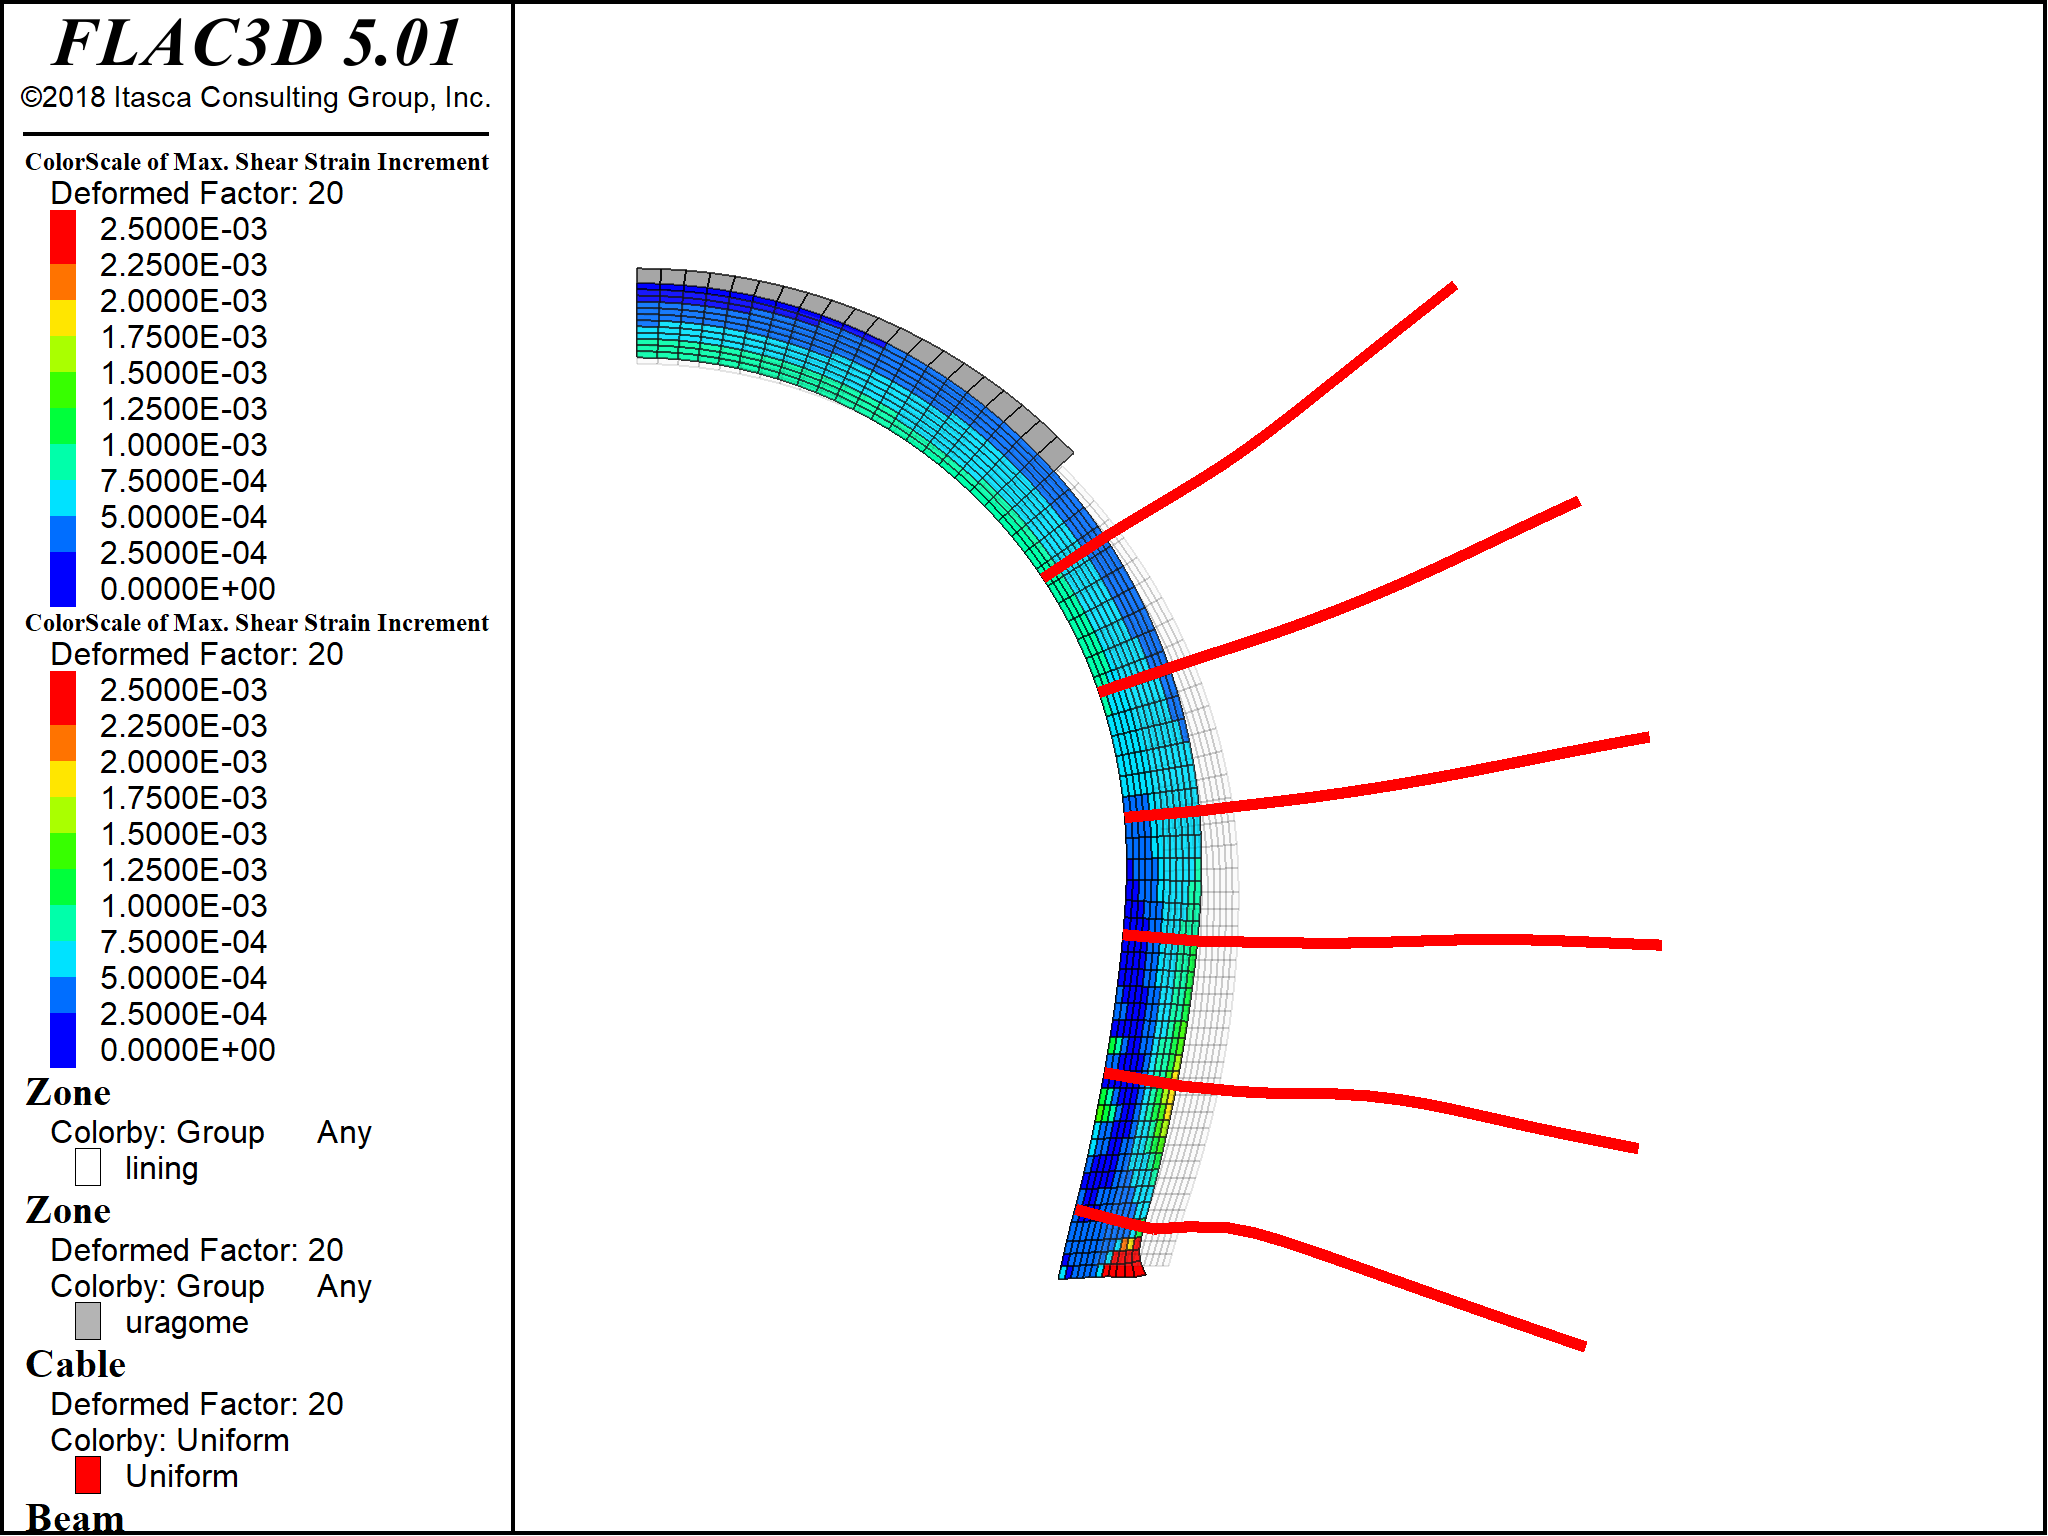 FLAC3D 5.01
©2018 Itasca Consulting Group, Inc.
ColorScale of Max. Shear Strain Increment
Deformed Factor: 20
2.5000E-03
2.2500E-03
2.0000E-03
1.7500E-03
1.5000E-03
1.2500E-03
1.0000E-03
7.5000E-04
5.0000E-04
2.5000E-04
0.0000E+00
ColorScale of Max. Shear Strain Increment
Deformed Factor: 20
2.5000E-03
2.2500E-03
2.0000E-03
1.7500E-03
1.5000E-03
1.2500E-03
1.0000E-03
7.5000E-04
5.0000E-04
2.5000E-04
0.0000E+00
Zone
Colorby: Group Any
lining
Zone
Deformed Factor: 20
Colorby: Group Any
uragome
Cable
Deformed Factor: 20
Colorby: Uniform
Uniform
Beam